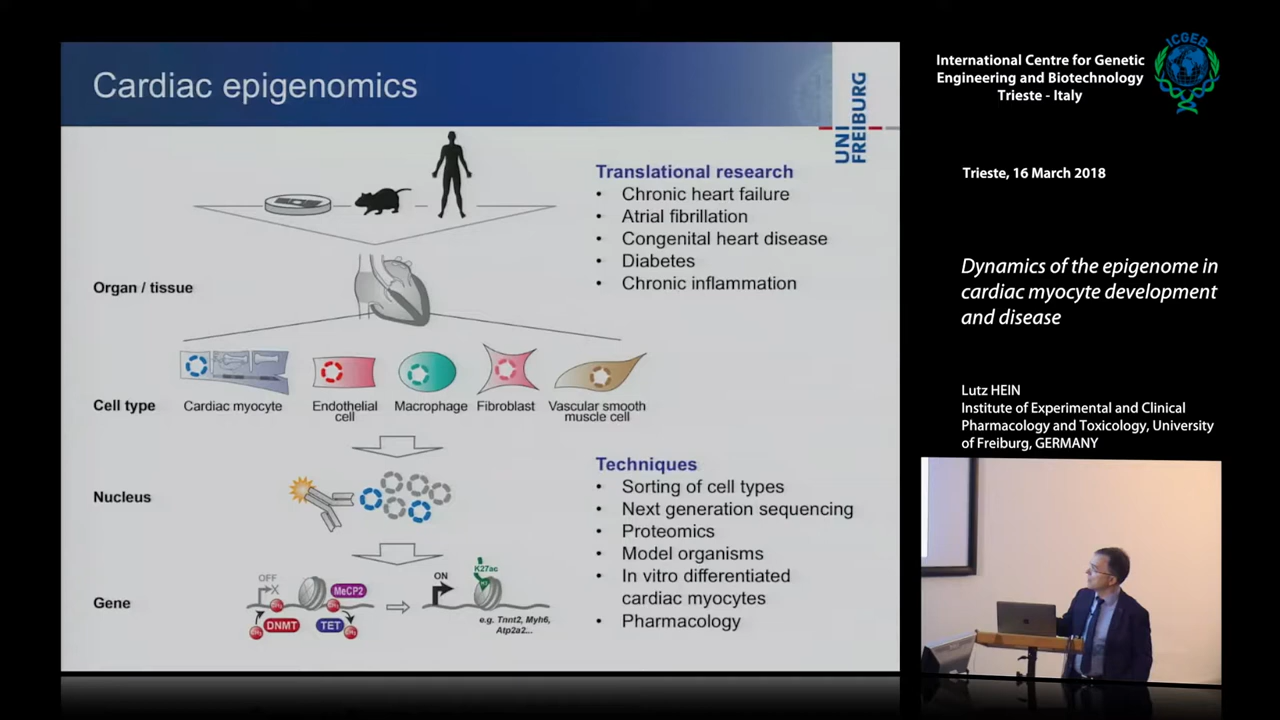 Cardiac epigenomics
UNI
FREIBURG
Translational research
• Chronic heart failure
• Atrial fibrillation
• Congenital heart disease
• Diabetes
• Chronic inflammation
Organ / tissue
Cell type
Cardiac myocyte
Endothelial
cell
Macrophage
Fibroblast
Vascular smooth
muscle cell
Nucleus
Techniques
• Sorting of cell types
• Next generation sequencing
• Proteomics
• Model organisms
• In vitro differentiated
cardiac myocytes
• Pharmacology
Gene
OFF
MeCP2
CH3
CH3
DNMT
TET
CH3
CH3
ON
K27ac
H3
e.g. Tnnt2, Myh6,
Atp2a2...
International Centre for Genetic
Engineering and Biotechnology
Trieste - Italy
ICGEB
Trieste, 16 March 2018
Dynamics of the epigenome in
cardiac myocyte development
and disease
Lutz HEIN
Institute of Experimental and Clinical
Pharmacology and Toxicology, University
of Freiburg, GERMANY